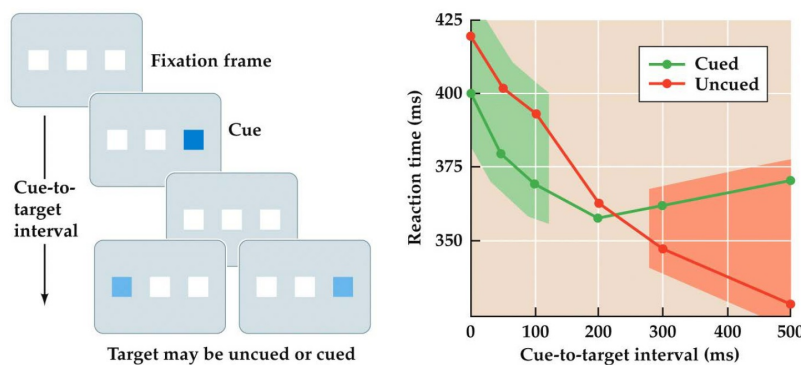 Fixation frame
Cue
Cue-to-
target
interval
Target may be uncued or cued
Reaction time (ms)
425
400
375
350
Cued
Uncued
0
100
200
300
400
500
Cue-to-target interval (ms)